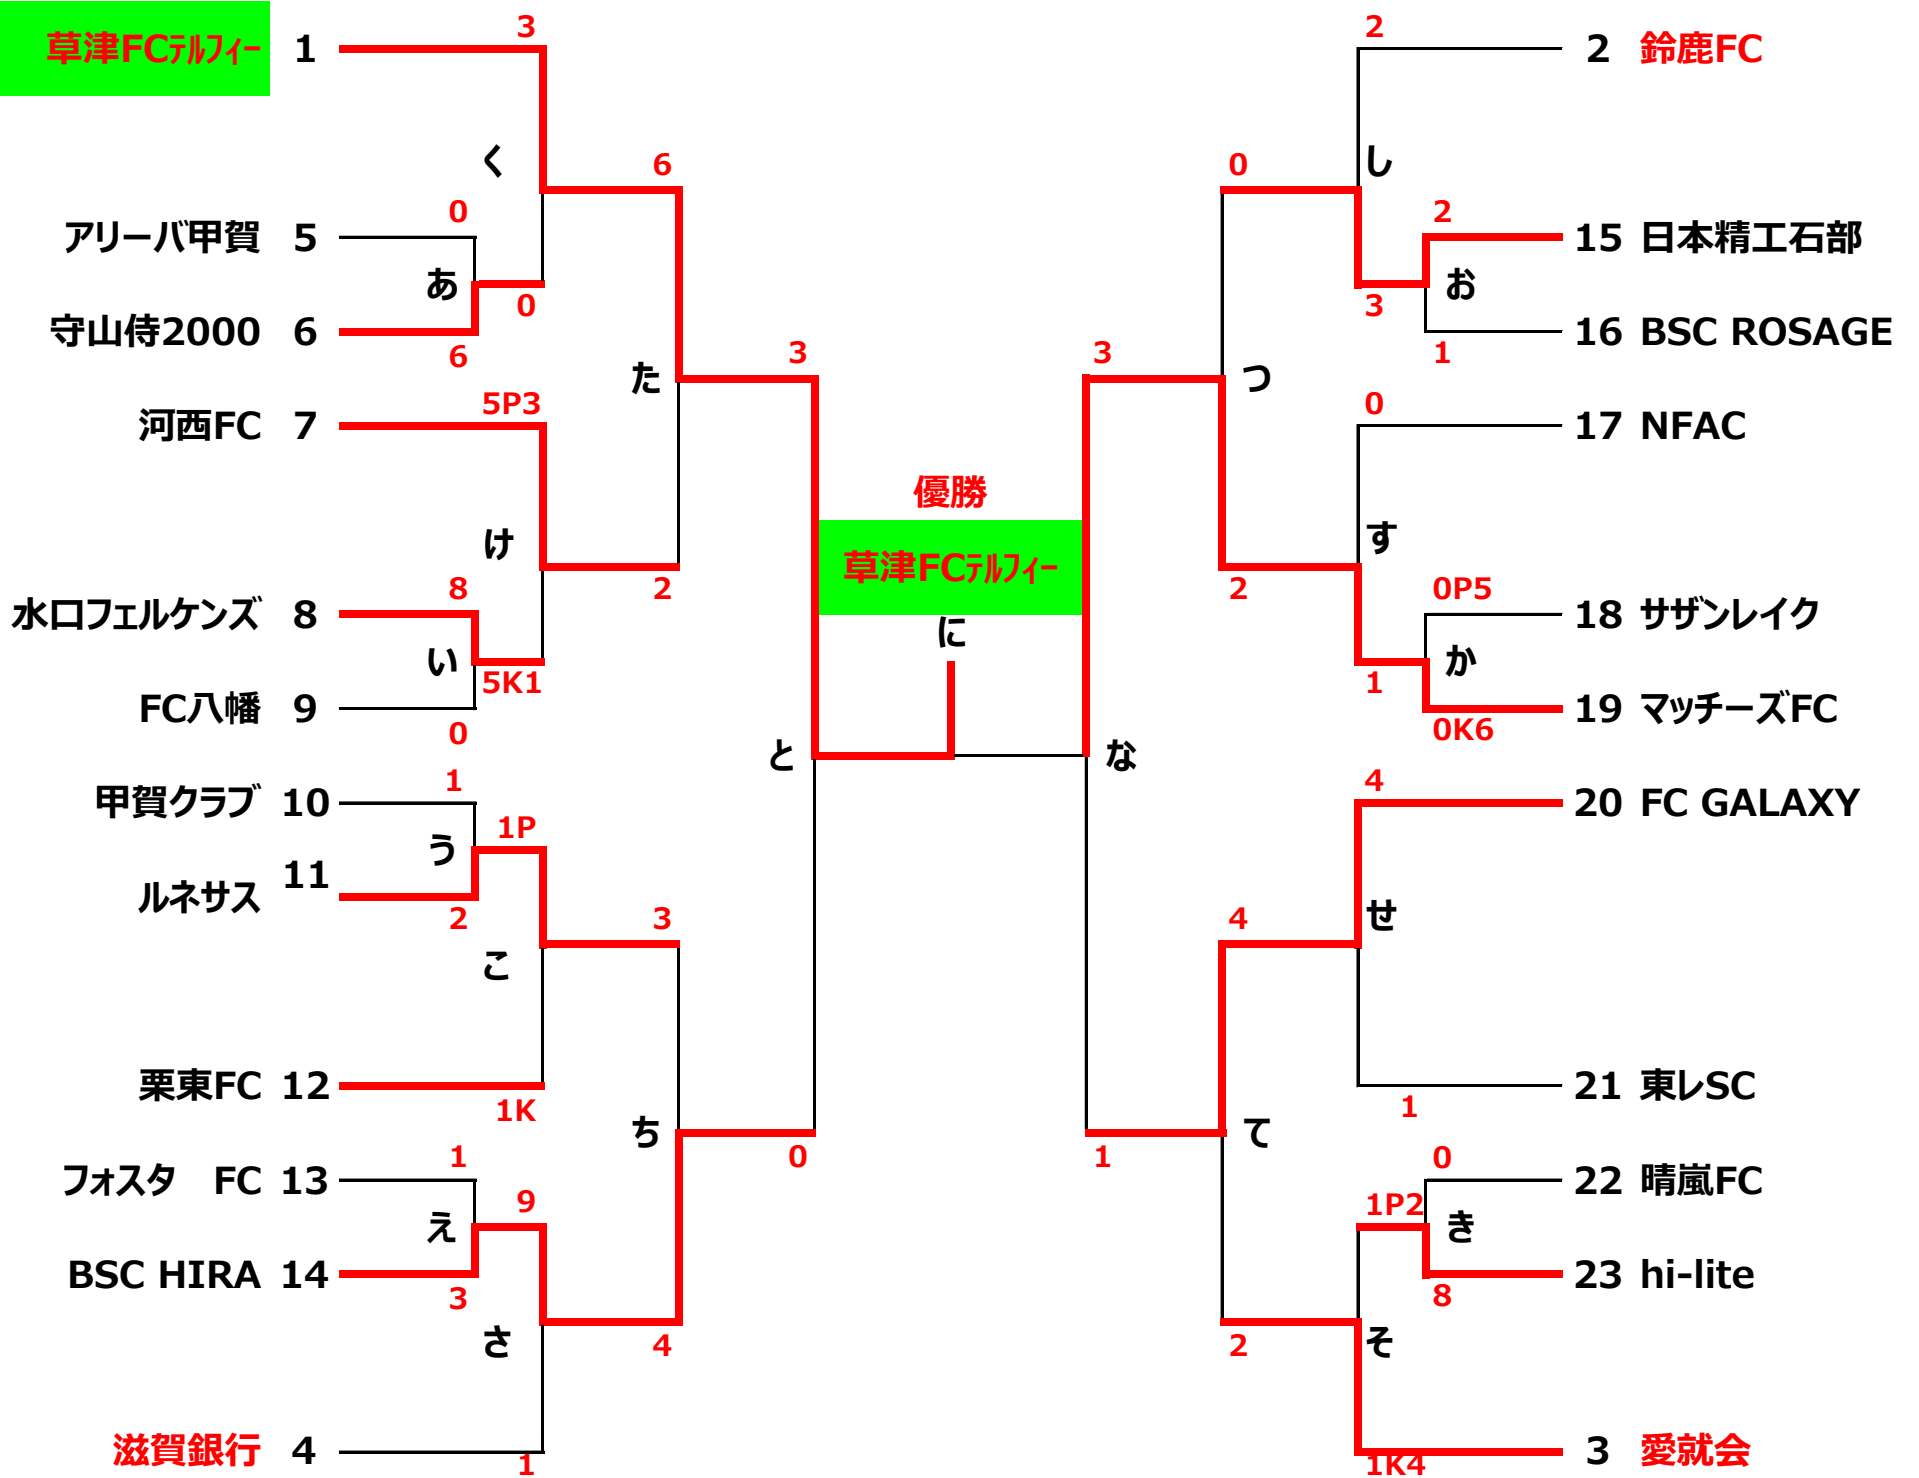 3
2
草津FCﾃﾙﾌｨｰ 1
2 鈴鹿FC
く
6
0
し
0
2
アリーバ甲賀 5
15 日本精工石部
あ
お
0
3
守山侍2000 6
16 BSC ROSAGE
6
1
た
3
3
つ
5P3
0
河西FC 7
17 NFAC
優勝
け
す
草津FCﾃﾙﾌｨｰ
8
2
2
0P5
水口フェルケンズ 8
18 サザンレイク
に
い
か
5K1
1
FC八幡 9
19 マッチーズFC
0
0K6
と
な
1
4
甲賀クラブ 10
20 FC GALAXY
1P
う
11
ルネサス
2
3
4
せ
こ
栗東FC 12
21 東レSC
1K
1
ち
て
1
0
1
0
フォスタ　FC 13
22 晴嵐FC
9
1P2
え
き
BSC HIRA 14
23 hi-lite
3
8
さ
4
2
そ
滋賀銀行 4
3 愛就会
1
1K4